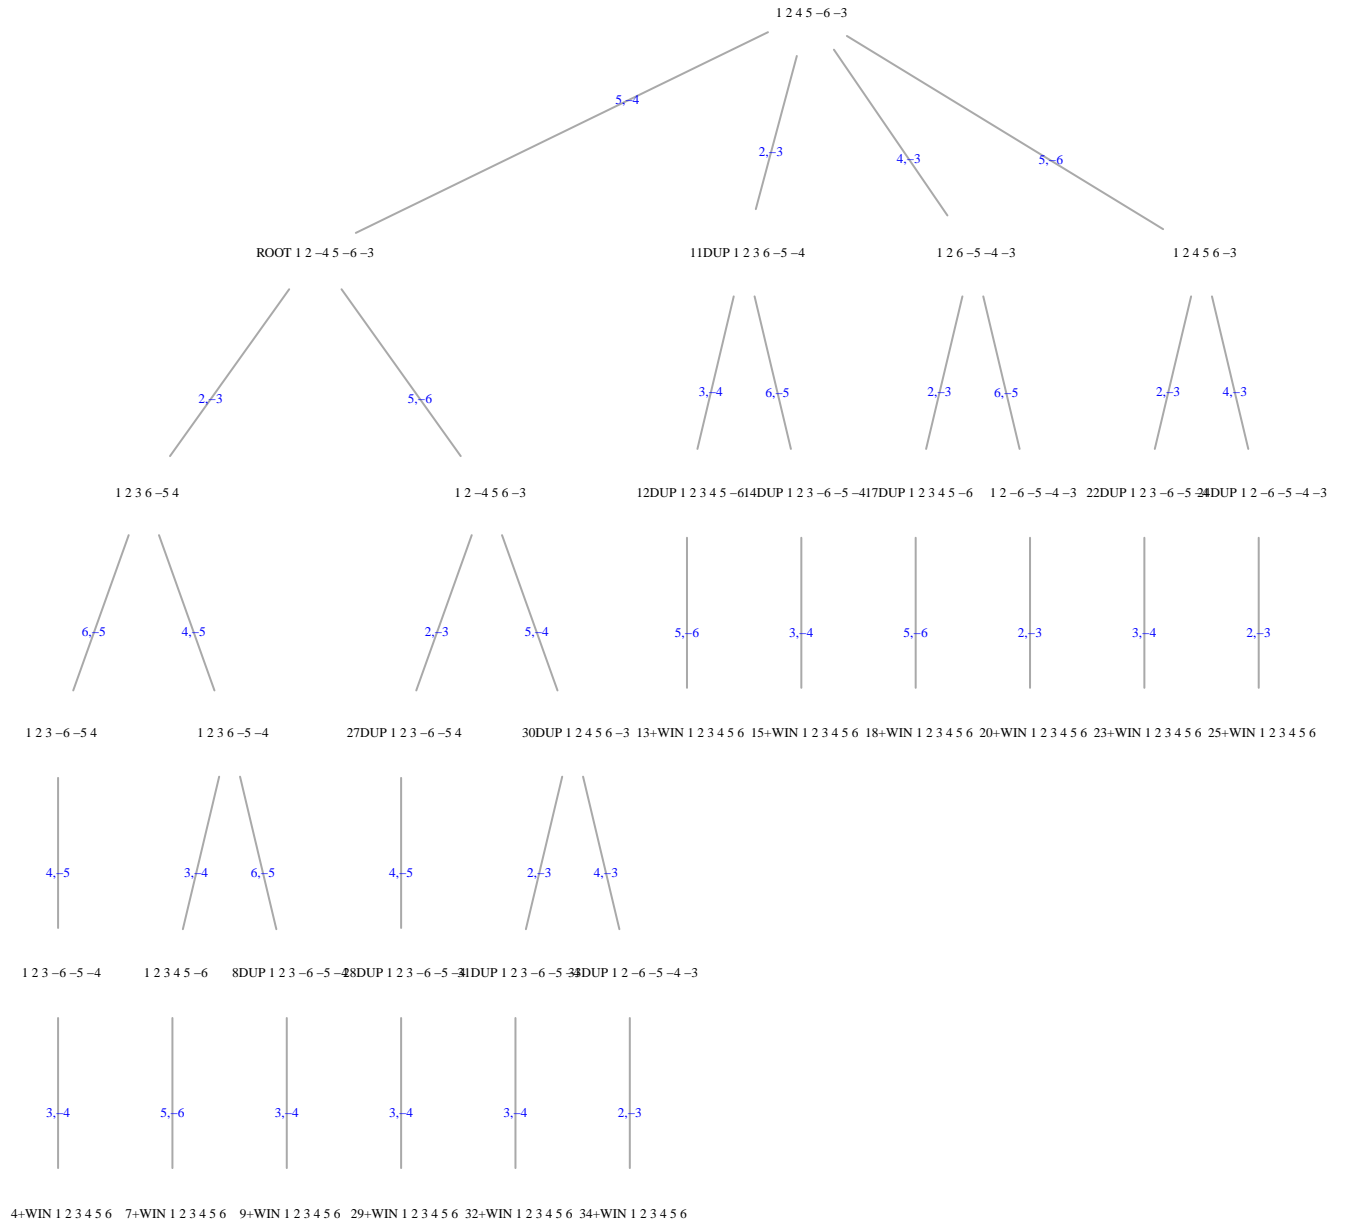 1 2 4 5 −6 −3
5,−4
2,−3
4,−3
5,−6
ROOT 1 2 −4 5 −6 −3
11DUP 1 2 3 6 −5 −4
1 2 6 −5 −4 −3
1 2 4 5 6 −3
2,−3
5,−6
3,−4
6,−5
2,−3
6,−5
2,−3
4,−3
1 2 3 6 −5 4
1 2 −4 5 6 −3
12DUP 1 2 3 4 5 −6
14DUP 1 2 3 −6 −5 −4
17DUP 1 2 3 4 5 −6
1 2 −6 −5 −4 −3
22DUP 1 2 3 −6 −5 −4
24DUP 1 2 −6 −5 −4 −3
6,−5
4,−5
2,−3
5,−4
5,−6
3,−4
5,−6
2,−3
3,−4
2,−3
1 2 3 −6 −5 4
1 2 3 6 −5 −4
27DUP 1 2 3 −6 −5 4
30DUP 1 2 4 5 6 −3
13+WIN 1 2 3 4 5 6
15+WIN 1 2 3 4 5 6
18+WIN 1 2 3 4 5 6
20+WIN 1 2 3 4 5 6
23+WIN 1 2 3 4 5 6
25+WIN 1 2 3 4 5 6
4,−5
3,−4
6,−5
4,−5
2,−3
4,−3
1 2 3 −6 −5 −4
1 2 3 4 5 −6
8DUP 1 2 3 −6 −5 −4
28DUP 1 2 3 −6 −5 −4
31DUP 1 2 3 −6 −5 −4
33DUP 1 2 −6 −5 −4 −3
3,−4
5,−6
3,−4
3,−4
3,−4
2,−3
4+WIN 1 2 3 4 5 6
7+WIN 1 2 3 4 5 6
9+WIN 1 2 3 4 5 6
29+WIN 1 2 3 4 5 6
32+WIN 1 2 3 4 5 6
34+WIN 1 2 3 4 5 6